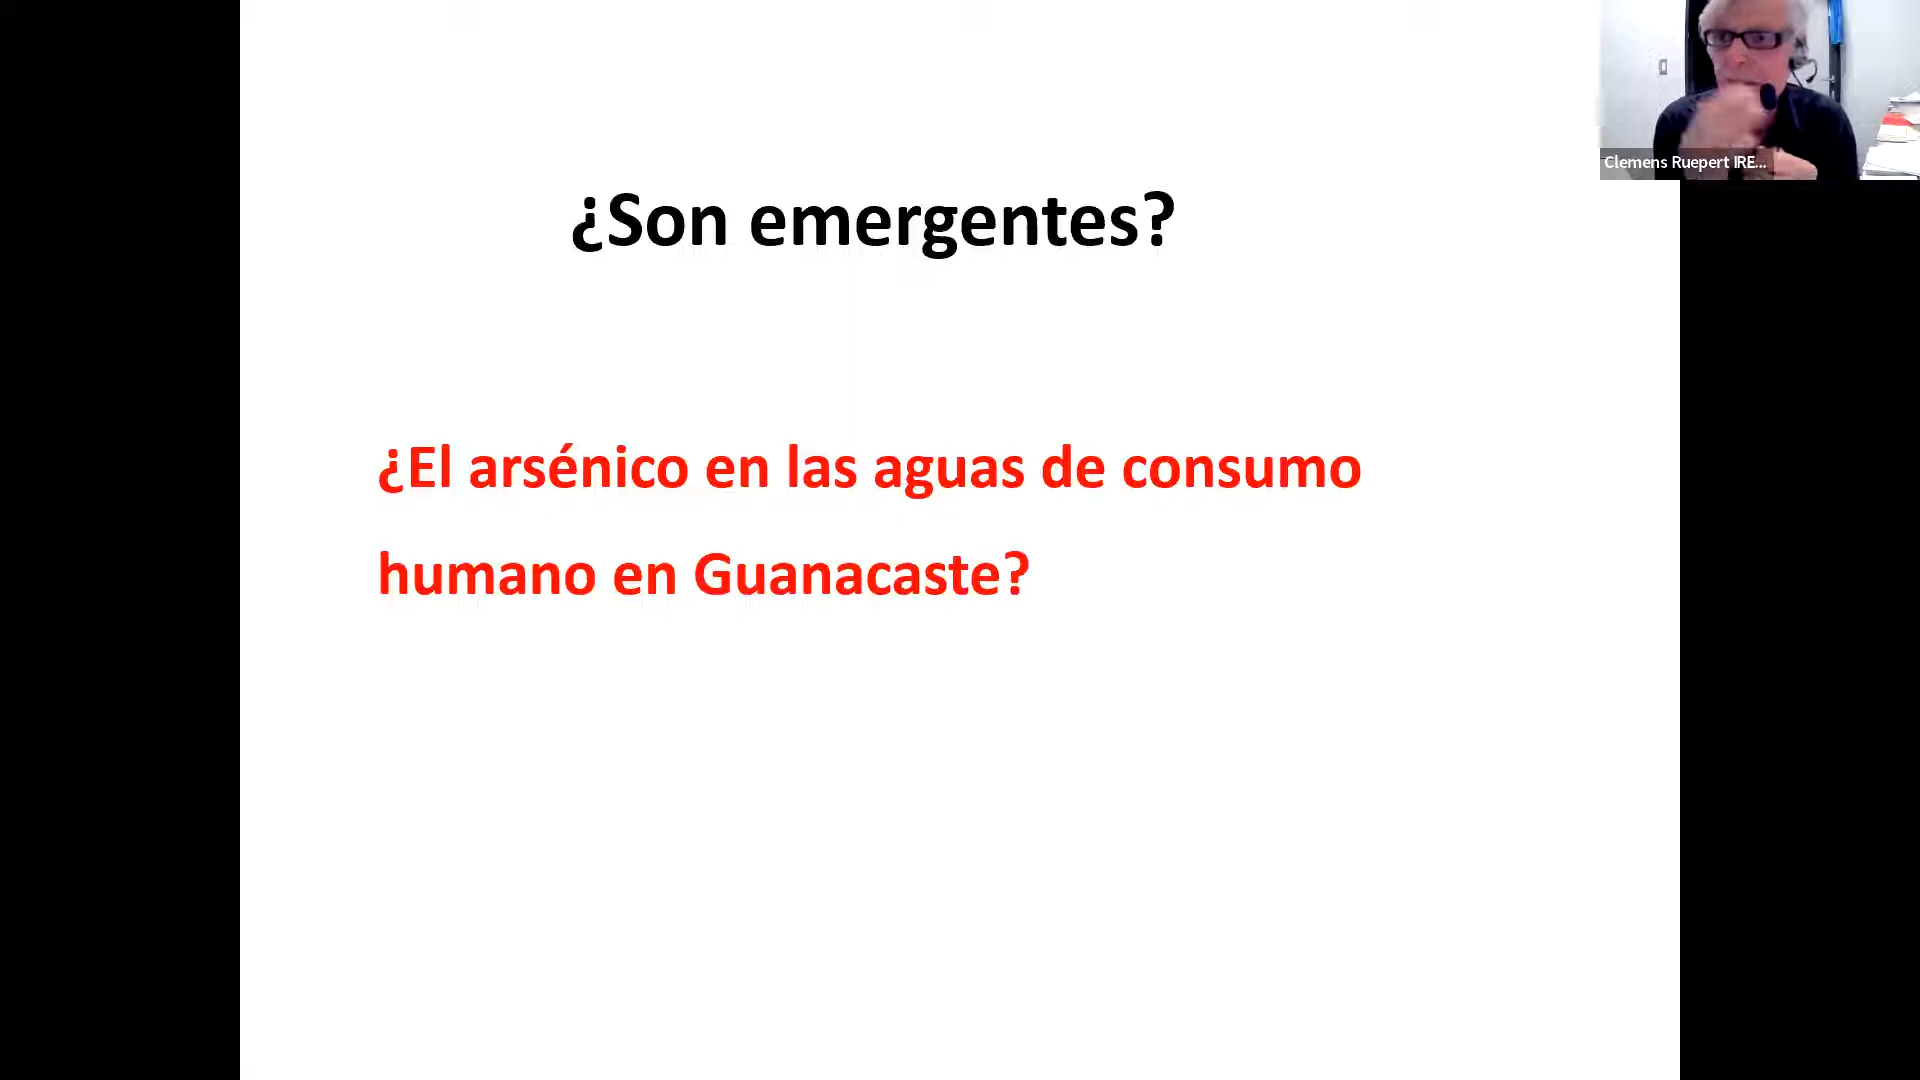 Clemens Ruepert IRE...
¿Son emergentes?
¿El arsénico en las aguas de consumo
humano en Guanacaste?